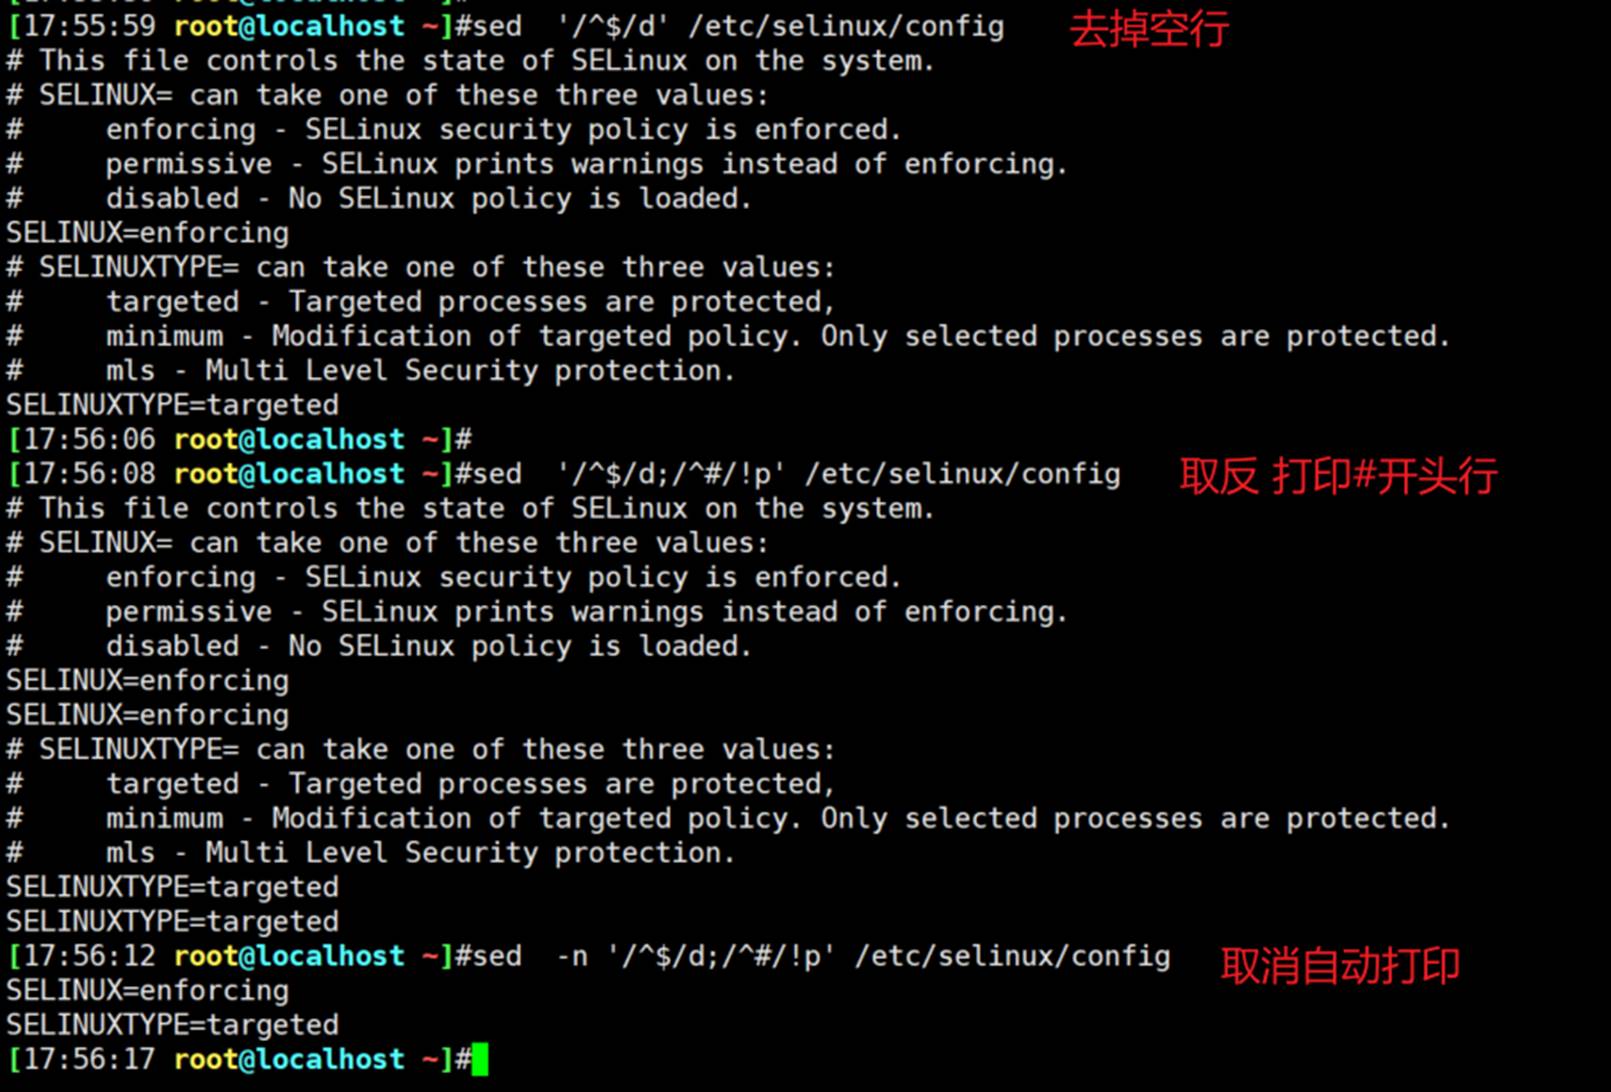 [17:55:59 root@localhost ~]#sed  '/^$/d' /etc/selinux/config 去掉空行
# This file controls the state of SELinux on the system.
# SELINUX= can take one of these three values:
#     enforcing - SELinux security policy is enforced.
#     permissive - SELinux prints warnings instead of enforcing.
#     disabled - No SELinux policy is loaded.
SELINUX=enforcing
# SELINUXTYPE= can take one of these three values:
#     targeted - Targeted processes are protected,
#     minimum - Modification of targeted policy. Only selected processes are protected.
#     mls - Multi Level Security protection.
SELINUXTYPE=targeted
[17:56:06 root@localhost ~]#
[17:56:08 root@localhost ~]#sed  '/^$/d;/^#/!p' /etc/selinux/config 取反 打印#开头行
# This file controls the state of SELinux on the system.
# SELINUX= can take one of these three values:
#     enforcing - SELinux security policy is enforced.
#     permissive - SELinux prints warnings instead of enforcing.
#     disabled - No SELinux policy is loaded.
SELINUX=enforcing
SELINUX=enforcing
# SELINUXTYPE= can take one of these three values:
#     targeted - Targeted processes are protected,
#     minimum - Modification of targeted policy. Only selected processes are protected.
#     mls - Multi Level Security protection.
SELINUXTYPE=targeted
SELINUXTYPE=targeted
[17:56:12 root@localhost ~]#sed  -n '/^$/d;/^#/!p' /etc/selinux/config 取消自动打印
SELINUX=enforcing
SELINUXTYPE=targeted
[17:56:17 root@localhost ~]#